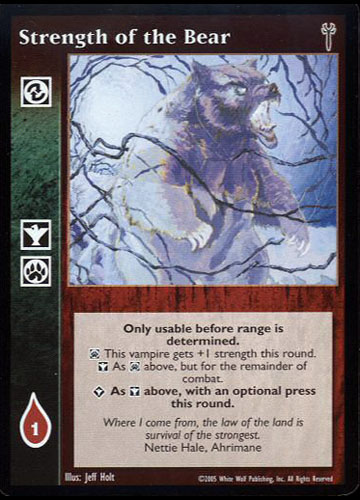 Strength of the Bear
Only usable before range is
determined.
This vampire gets +1 strength this round.
As above, but for the remainder of
combat.
As above, with an optional press
this round.
Where I come from, the law of the land is
survival of the strongest.
Nettie Hale, Ahrimane
1
Illus: Jeff Holt
©2005 White Wolf Publishing, Inc. All Rights Reserved